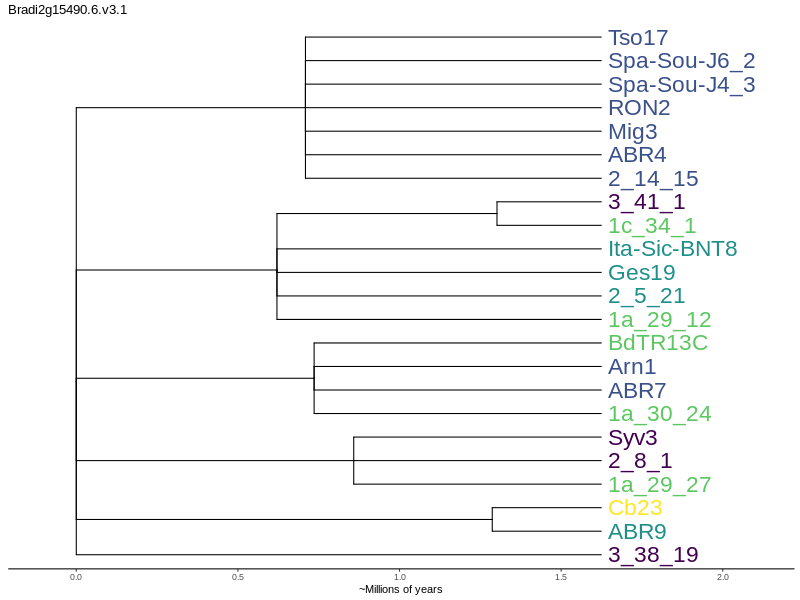 Bradi2g15490.6.v3.1
Tso17
Spa-Sou-J6_2
Spa-Sou-J4_3
RON2
Mig3
ABR4
2_14_15
3_41_1
1c_34_1
Ita-Sic-BNT8
Ges19
2_5_21
1a_29_12
BdTR13C
Arn1
ABR7
1a_30_24
Syv3
2_8_1
1a_29_27
Cb23
ABR9
3_38_19
0.0 0.5 1.0 1.5 2.0
~Millions of years